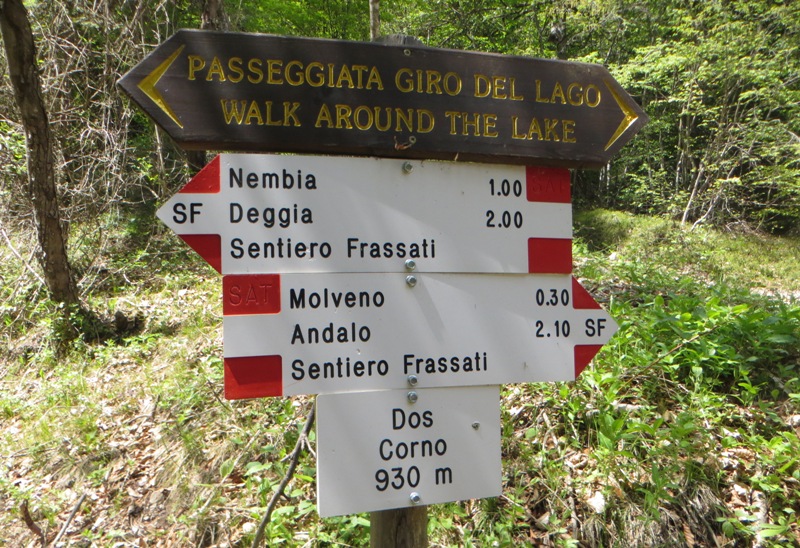 PASSEGGIATA GIRO DEL LAGO
WALK AROUND THE LAKE
Nembia 1.00 SAT
SF Deggia 2.00
Sentiero Frassati
SAT Molveno 0.30
Andalo 2.10 SF
Sentiero Frassati
Dos
Corno
930 m